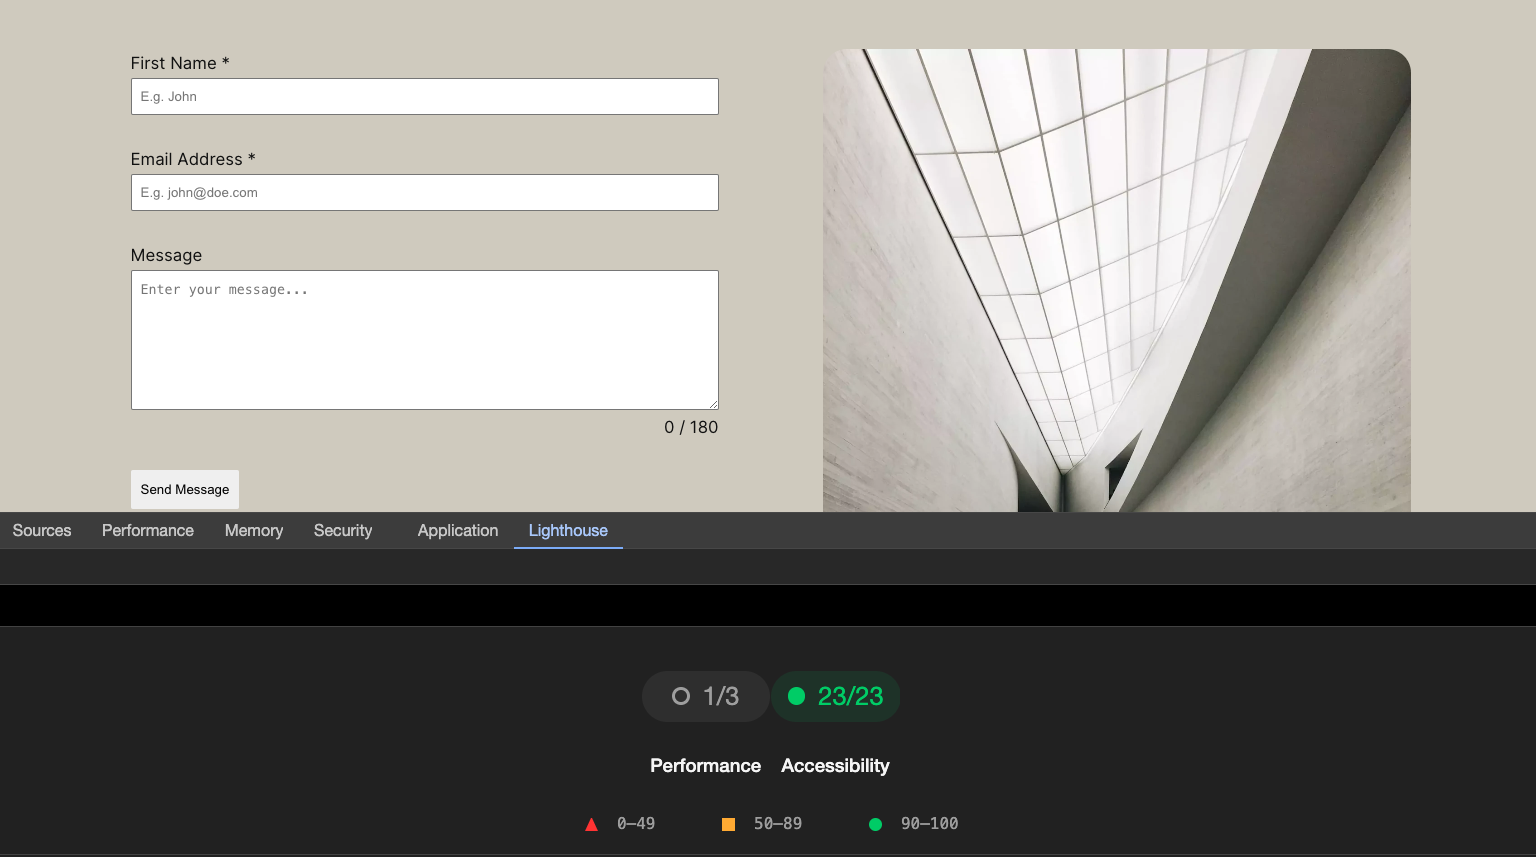 First Name *
E.g. John
Email Address *
E.g. john@doe.com
Message
Enter your message...
0 / 180
Send Message
Sources Performance Memory Security Application Lighthouse
1/3 23/23
Performance Accessibility
0–49 50–89 90–100